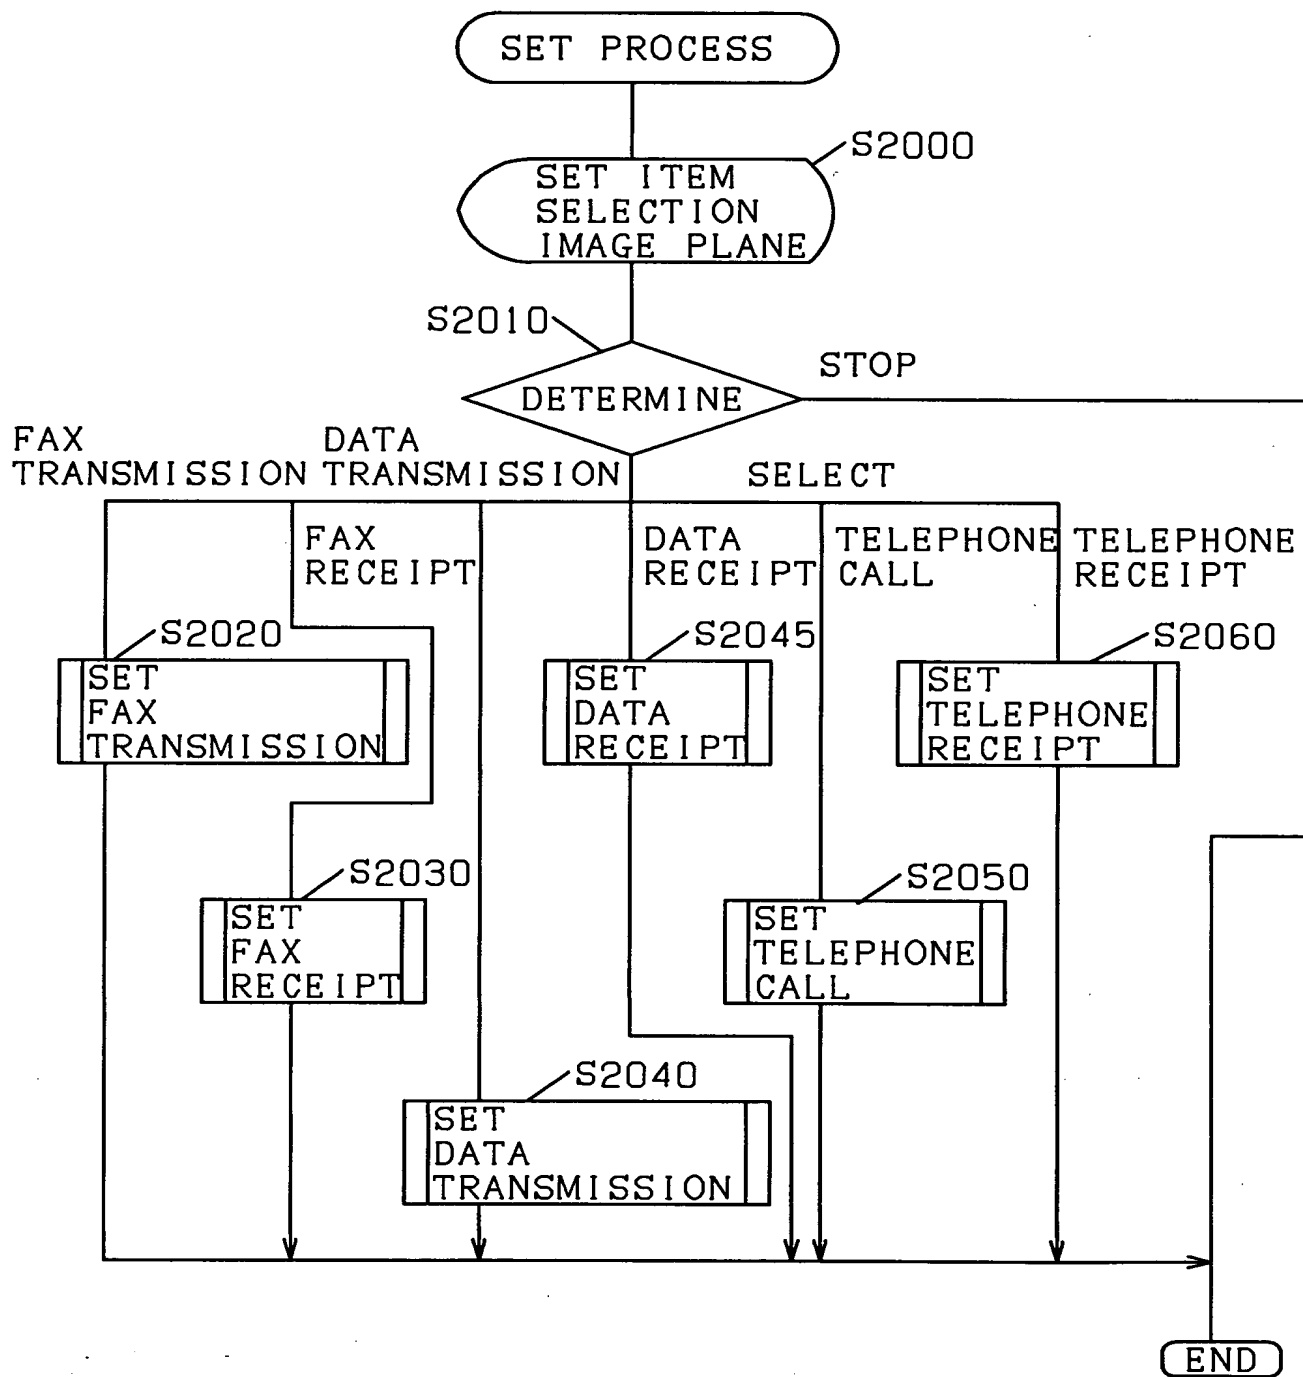 SET PROCESS
S2000
SET ITEM
SELECTION
IMAGE PLANE
S2010
DETERMINE
STOP
FAX
TRANSMISSION
DATA
TRANSMISSION
SELECT
FAX
RECEIPT
DATA
RECEIPT
TELEPHONE
CALL
TELEPHONE
RECEIPT
S2020
SET
FAX
TRANSMISSION
S2045
SET
DATA
RECEIPT
S2060
SET
TELEPHONE
RECEIPT
S2030
SET
FAX
RECEIPT
S2050
SET
TELEPHONE
CALL
S2040
SET
DATA
TRANSMISSION
END